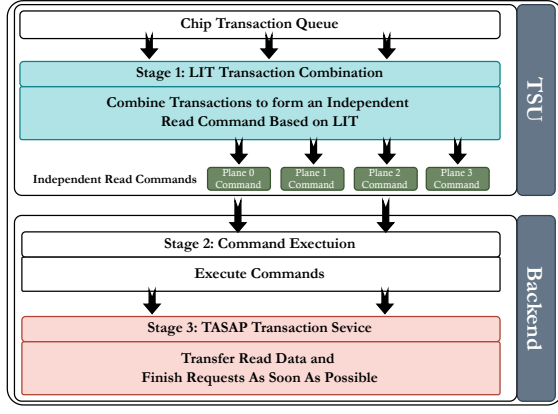 Chip Transaction Queue
Stage 1: LIT Transaction Combination
Combine Transactions to form an Independent
Read Command Based on LIT
TSU
Independent Read Commands
Plane 0
Command
Plane 1
Command
Plane 2
Command
Plane 3
Command
Stage 2: Command Exectuion
Execute Commands
Backend
Stage 3: TASAP Transaction Sevice
Transfer Read Data and
Finish Requests As Soon As Possible